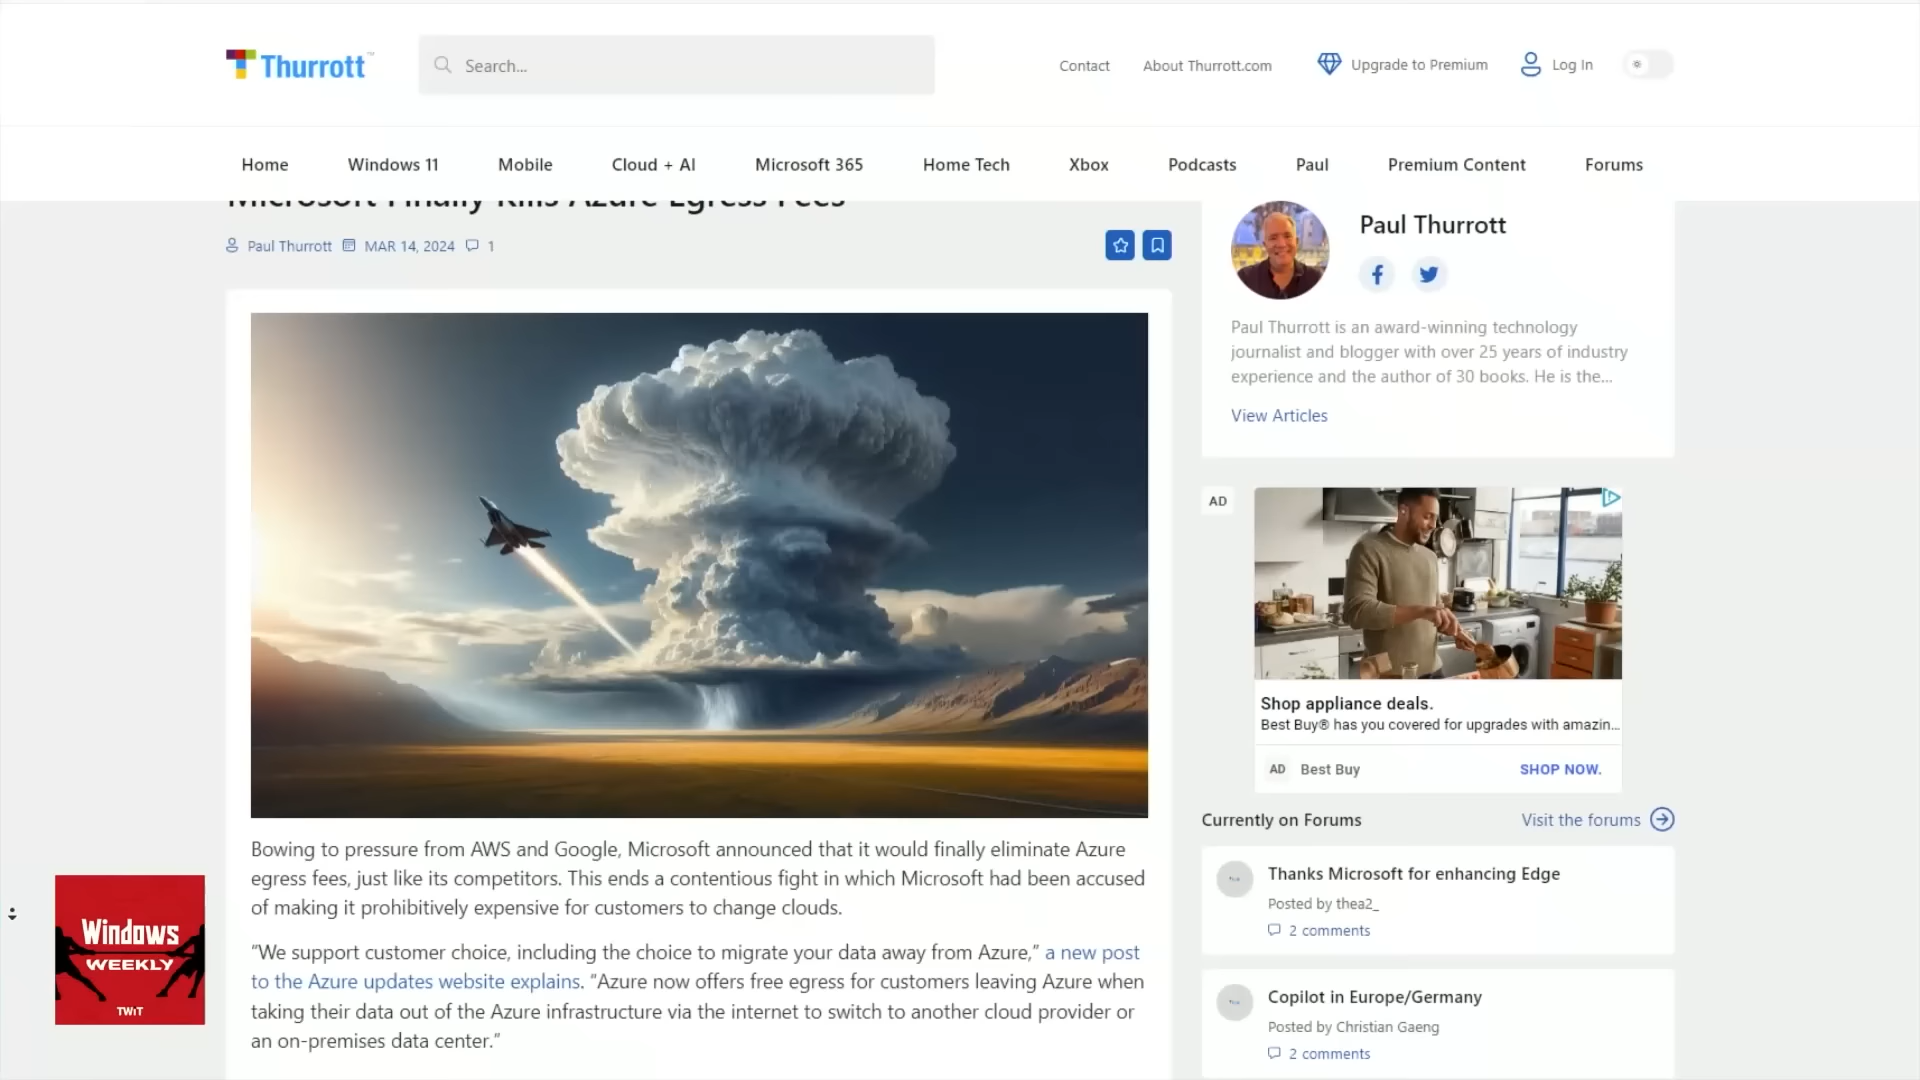 Thurrott
Search...
Contact
About Thurrott.com
Upgrade to Premium
Log In
Home
Windows 11
Mobile
Cloud + AI
Microsoft 365
Home Tech
Xbox
Podcasts
Paul
Premium Content
Forums
Microsoft Finally Kills Azure Egress Fees
Paul Thurrott MAR 14, 2024 1
Bowing to pressure from AWS and Google, Microsoft announced that it would finally eliminate Azure
egress fees, just like its competitors. This ends a contentious fight in which Microsoft had been accused
of making it prohibitively expensive for customers to change clouds.
“We support customer choice, including the choice to migrate your data away from Azure,” a new post
to the Azure updates website explains. “Azure now offers free egress for customers leaving Azure when
taking their data out of the Azure infrastructure via the internet to switch to another cloud provider or
an on-premises data center.”
Paul Thurrott
Paul Thurrott is an award-winning technology
journalist and blogger with over 25 years of industry
experience and the author of 30 books. He is the...
View Articles
AD
Shop appliance deals.
Best Buy® has you covered for upgrades with amazin...
AD Best Buy
SHOP NOW.
Currently on Forums
Visit the forums
Thanks Microsoft for enhancing Edge
Posted by thea2_
2 comments
Copilot in Europe/Germany
Posted by Christian Gaeng
2 comments
Windows
WEEKLY
TWiT